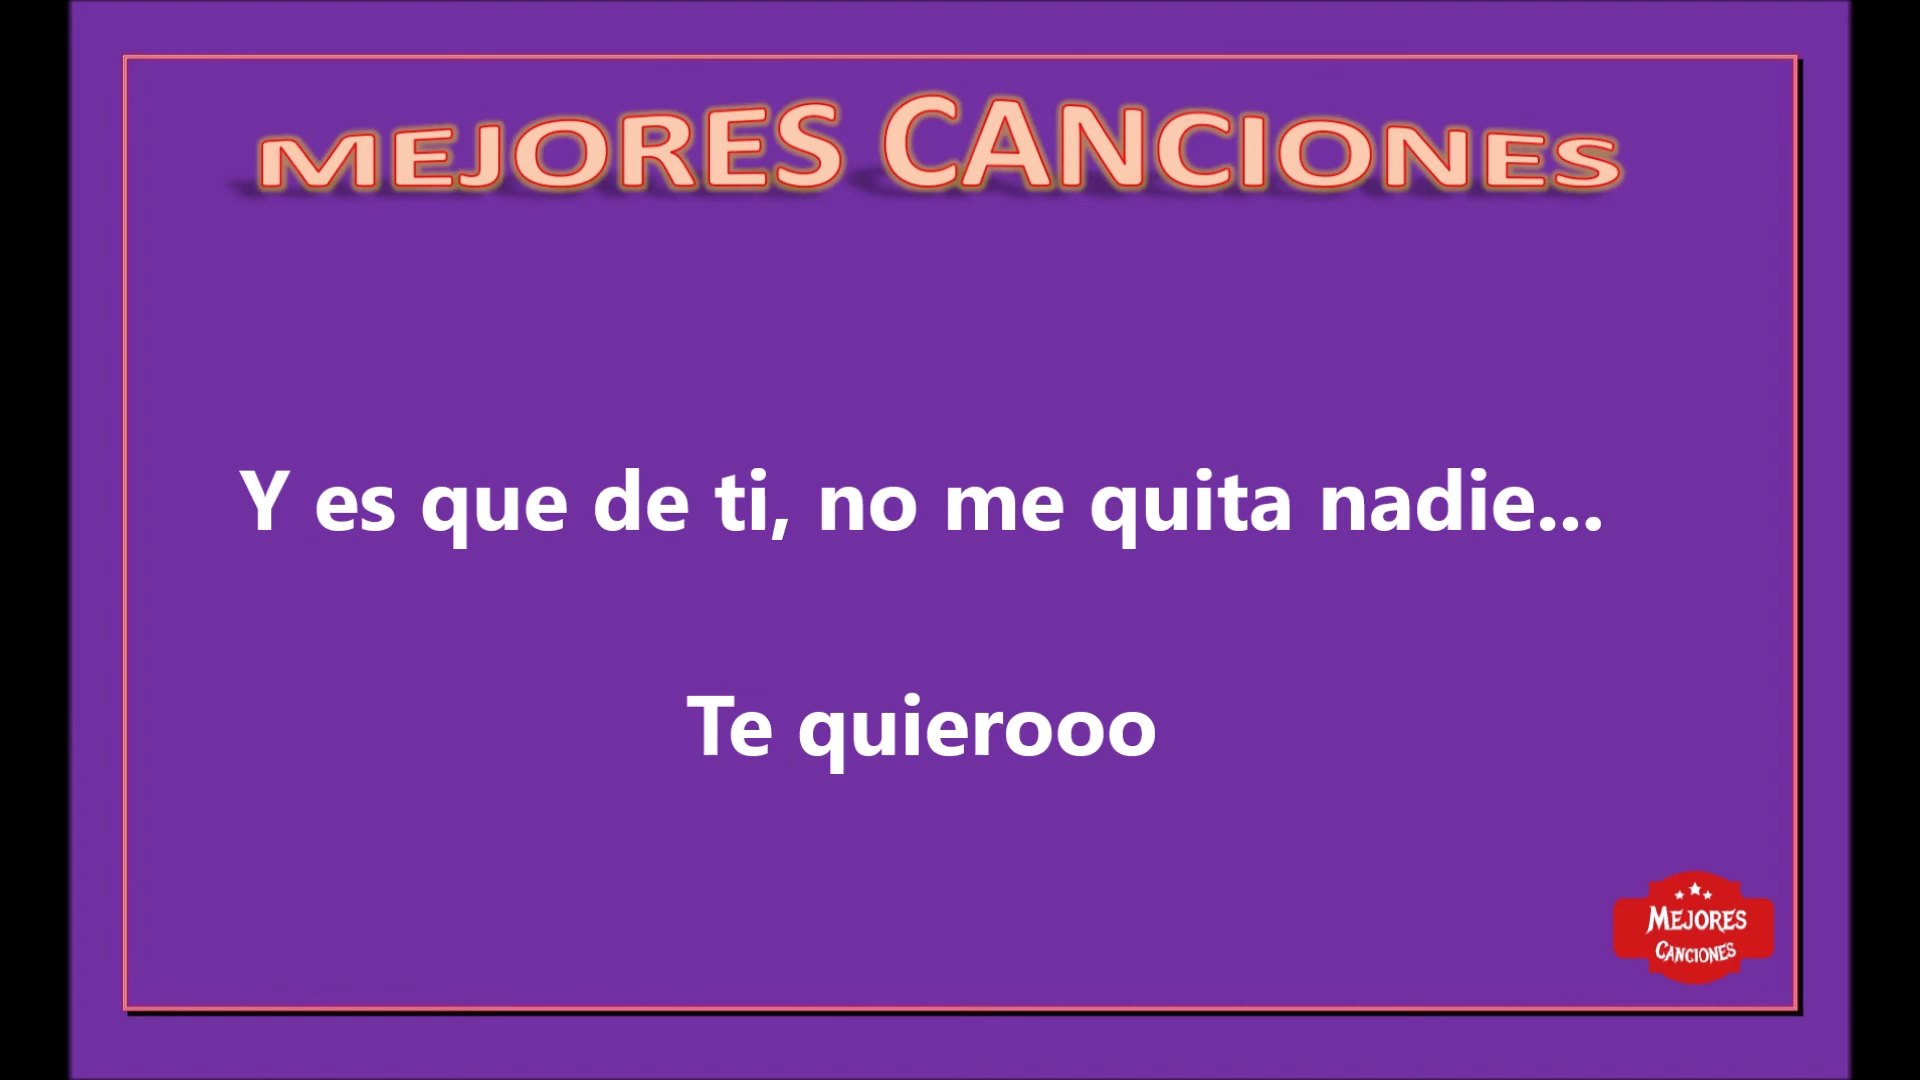 MEJORES CANCIONES
Y es que de ti, no me quita nadie...
Te quierooo
MEJORES
CANCIONES